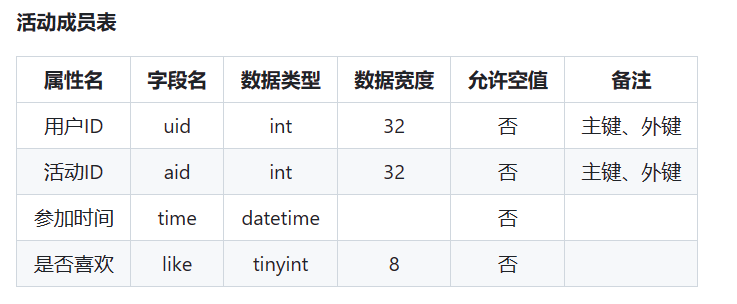 活动成员表
属性名 字段名 数据类型 数据宽度 允许空值 备注
用户ID uid int 32 否 主键、外键
活动ID aid int 32 否 主键、外键
参加时间 time datetime 否
是否喜欢 like tinyint 8 否